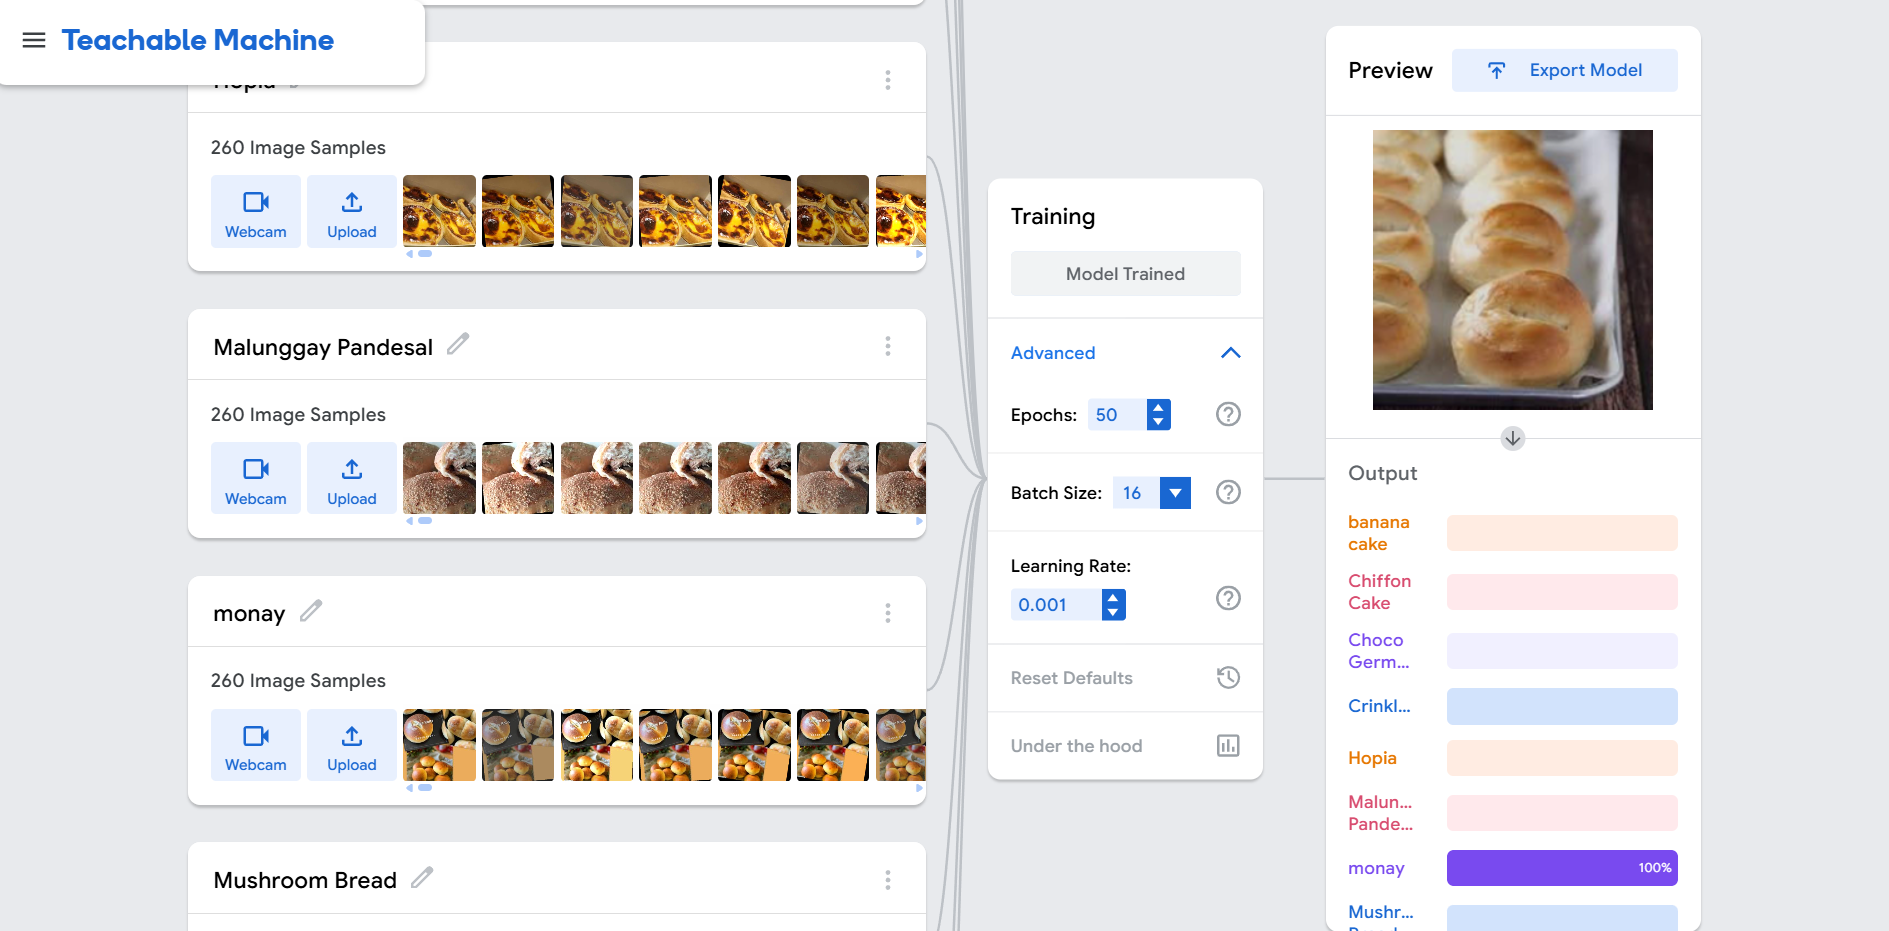 Teachable Machine
Hopia
260 Image Samples
Webcam
Upload
Malunggay Pandesal
260 Image Samples
Webcam
Upload
monay
260 Image Samples
Webcam
Upload
Mushroom Bread
Training
Model Trained
Advanced
Epochs: 50
Batch Size: 16
Learning Rate:
0.001
Reset Defaults
Under the hood
Preview
Export Model
Output
banana
cake
Chiffon
Cake
Choco
Germ...
Crinkl...
Hopia
Malun...
Pande...
monay 100%
Mushr...